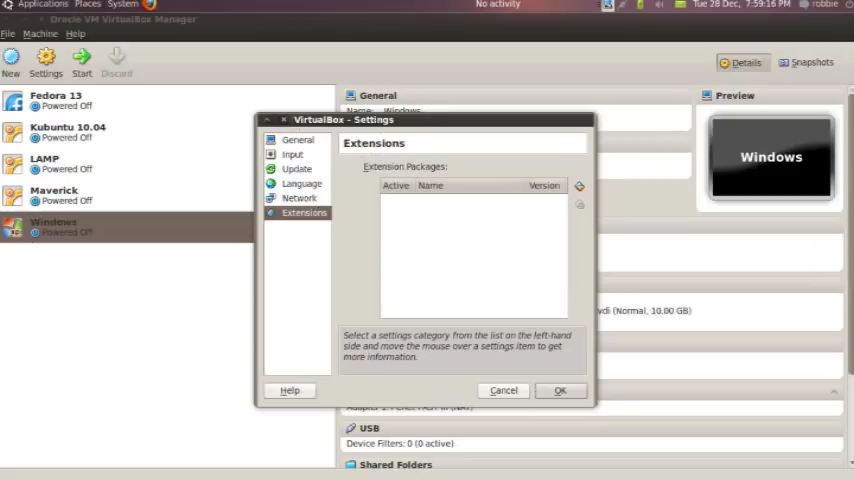 Applications Places System No activity Tue 28 Dec, 7:59:16 PM robbie
Oracle VM VirtualBox Manager
File Machine Help
New Settings Start Discard
Details Snapshots
Fedora 13
Powered Off
Kubuntu 10.04
Powered Off
LAMP
Powered Off
Maverick
Powered Off
Windows
Powered Off
General
Name: Windows
Preview
Windows
VirtualBox - Settings
General
Input
Update
Language
Network
Extensions
Extensions
Extension Packages:
Active Name Version
Select a settings category from the list on the left-hand
side and move the mouse over a settings item to get
more information.
Help Cancel OK
vdi (Normal, 10.00 GB)
USB
Device Filters: 0 (0 active)
Shared Folders